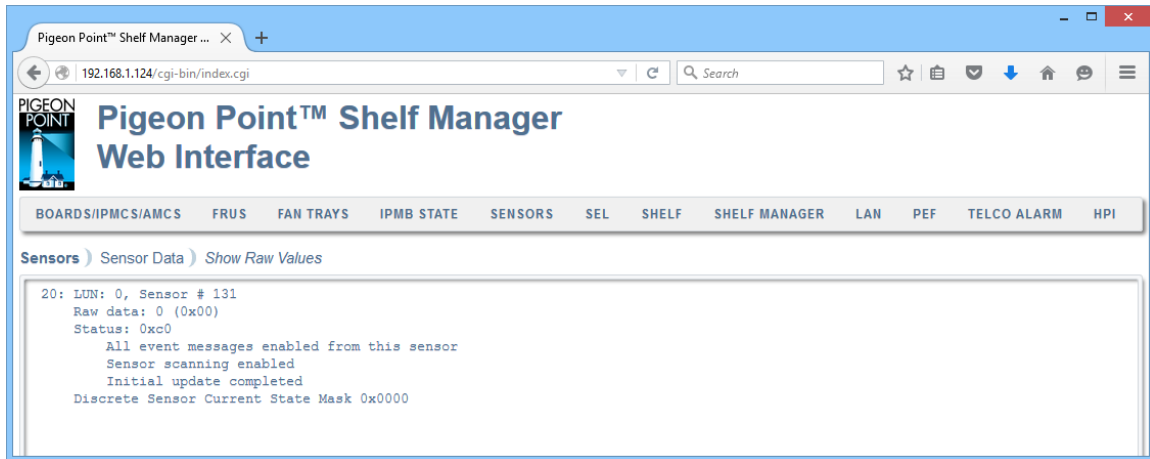 Pigeon Point™ Shelf Manager ...
192.168.1.124/cgi-bin/index.cgi
Search
PIGEON
POINT
Pigeon Point™ Shelf Manager
Web Interface
BOARDS/IPMCS/AMCS FRUS FAN TRAYS IPMB STATE SENSORS SEL SHELF SHELF MANAGER LAN PEF TELCO ALARM HPI
Sensors ) Sensor Data ) Show Raw Values
20: LUN: 0, Sensor # 131
Raw data: 0 (0x00)
Status: 0xc0
All event messages enabled from this sensor
Sensor scanning enabled
Initial update completed
Discrete Sensor Current State Mask 0x0000